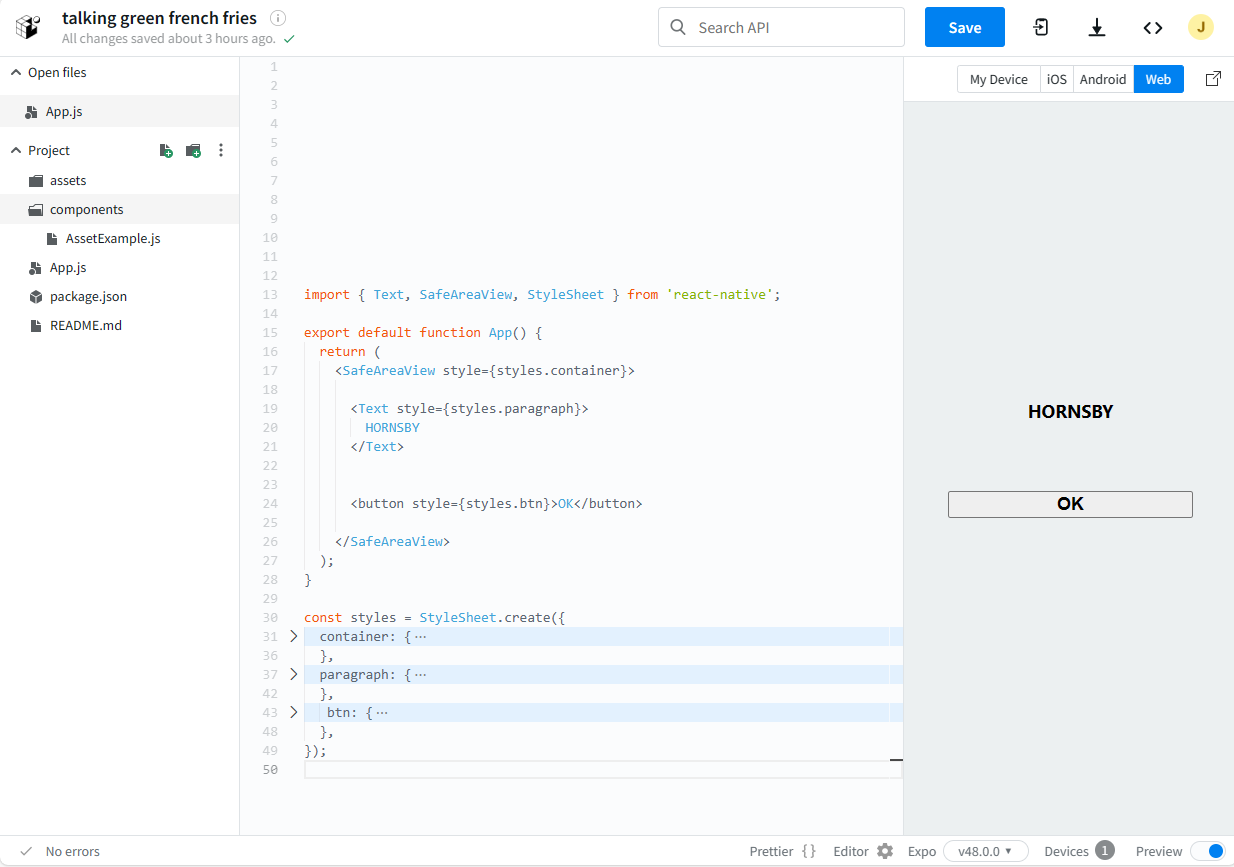 talking green french fries
All changes saved about 3 hours ago.
Search API
Save
J
Open files
App.js
Project
assets
components
AssetExample.js
App.js
package.json
README.md
1
2
3
4
5
6
7
8
9
10
11
12
13 import { Text, SafeAreaView, StyleSheet } from 'react-native';
14
15 export default function App() {
16 return (
17 <SafeAreaView style={styles.container}>
18
19 <Text style={styles.paragraph}>
20 HORNSBY
21 </Text>
22
23
24 <button style={styles.btn}>OK</button>
25
26 </SafeAreaView>
27 );
28 }
29
30 const styles = StyleSheet.create({
31 container: {···
36 },
37 paragraph: {···
42 },
43 btn: {···
48 },
49 });
50
My Device iOS Android Web
HORNSBY
OK
No errors
Prettier { } Editor Expo v48.0.0 Devices 1 Preview